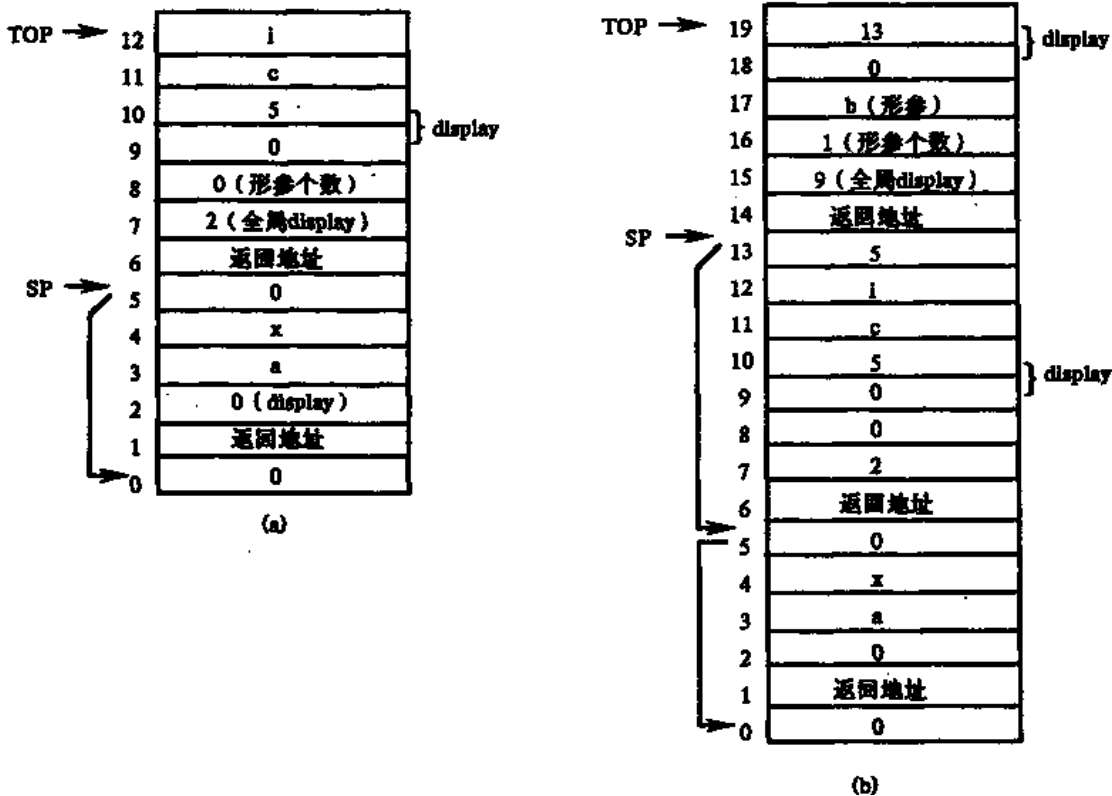 TOP
12 i
11 c
10 5
9 0
display
8 0（形参个数）
7 2（全局display）
6 返回地址
SP
5 0
4 x
3 a
2 0（display）
1 返回地址
0 0
(a)
TOP
19 13
18 0
display
17 b（形参）
16 1（形参个数）
15 9（全局display）
14 返回地址
SP
13 5
12 i
11 c
10 5
9 0
display
8 0
7 2
6 返回地址
5 0
4 x
3 a
2 0
1 返回地址
0 0
(b)